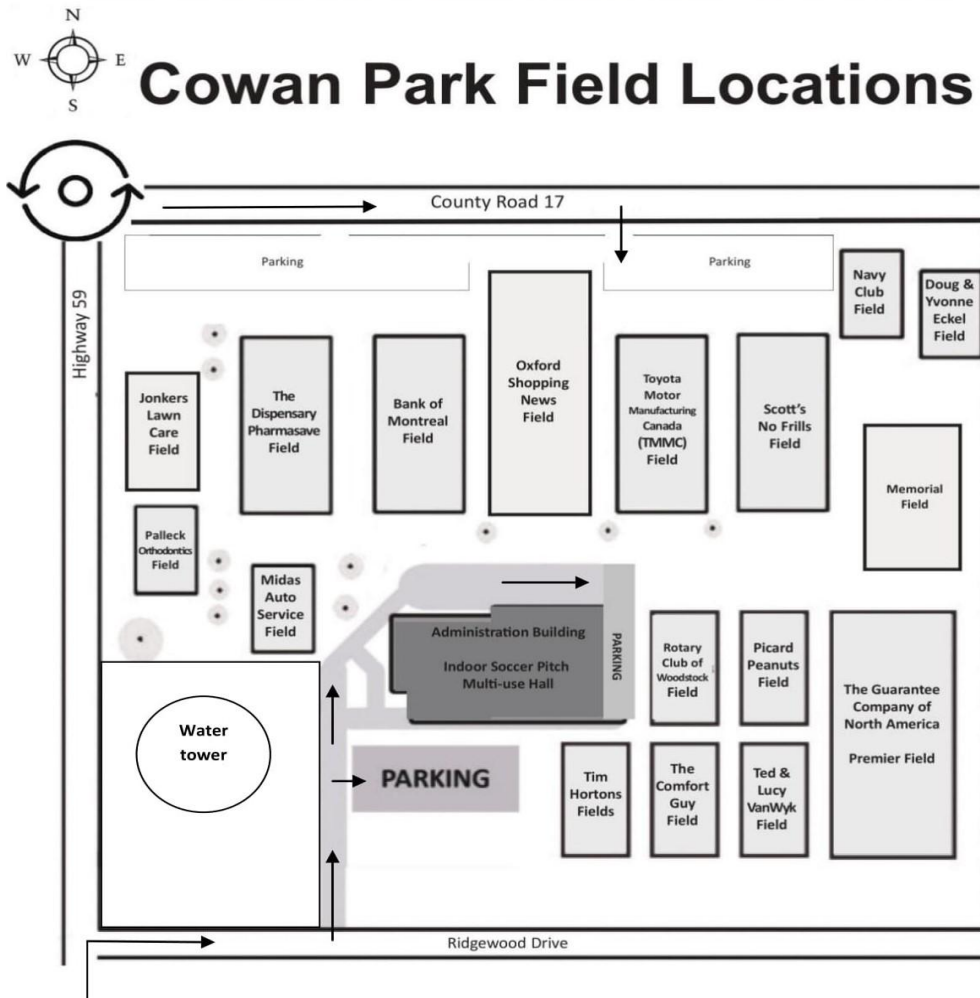 N
W E
S
Cowan Park Field Locations
County Road 17
Parking
Parking
Highway 59
Navy
Club
Field
Doug &
Yvonne
Eckel
Field
Jonkers
Lawn
Care
Field
The
Dispensary
Pharmasave
Field
Bank of
Montreal
Field
Oxford
Shopping
News
Field
Toyota
Motor
Manufacturing
Canada
(TMMC)
Field
Scott's
No Frills
Field
Memorial
Field
Palleck
Orthodontics
Field
Midas
Auto
Service
Field
Administration Building
Indoor Soccer Pitch
Multi-use Hall
PARKING
Rotary
Club of
Woodstock
Field
Picard
Peanuts
Field
The Guarantee
Company of
North America
Premier Field
Water
tower
PARKING
Tim
Hortons
Fields
The
Comfort
Guy
Field
Ted &
Lucy
VanWyk
Field
Ridgewood Drive